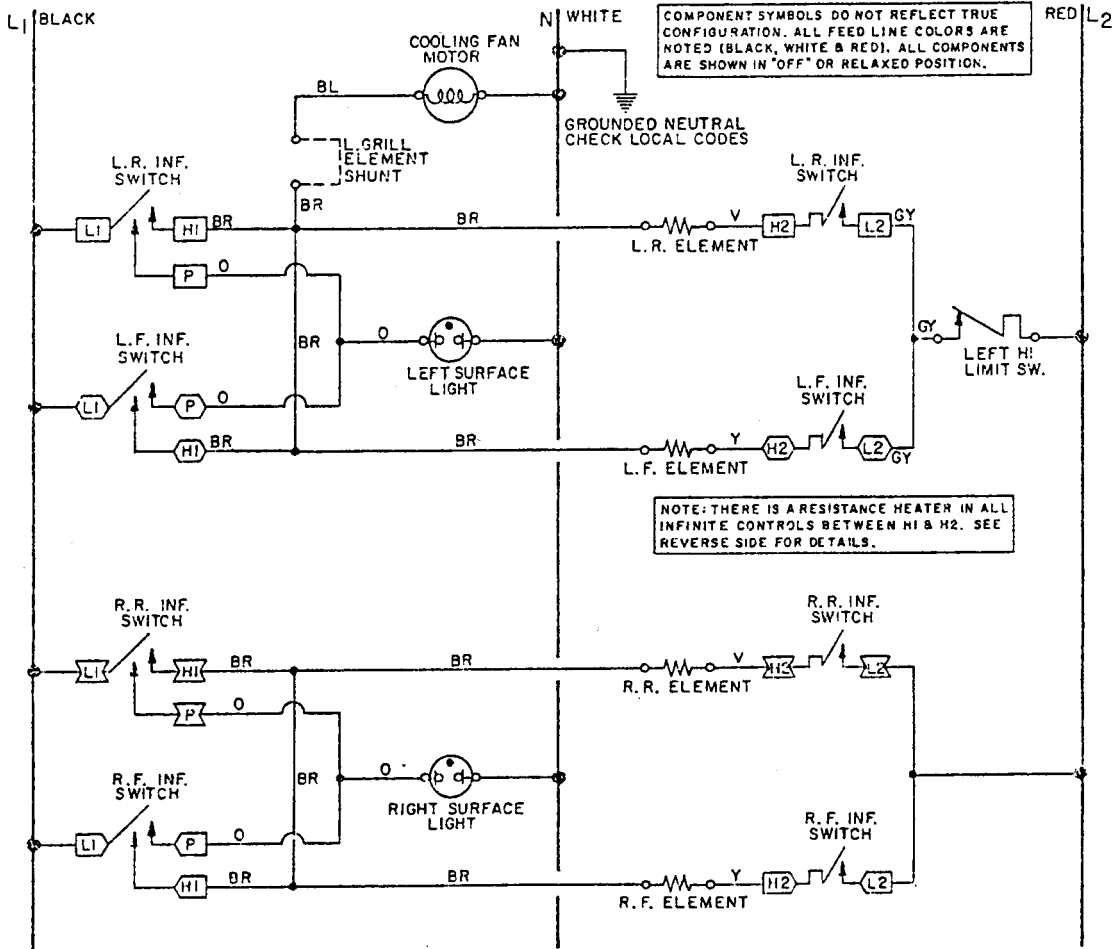 L1 BLACK
N WHITE
RED L2
COMPONENT SYMBOLS DO NOT REFLECT TRUE
CONFIGURATION. ALL FEED LINE COLORS ARE
NOTED (BLACK, WHITE & RED). ALL COMPONENTS
ARE SHOWN IN "OFF" OR RELAXED POSITION.
COOLING FAN
MOTOR
BL
GROUNDED NEUTRAL
CHECK LOCAL CODES
L. GRILL
ELEMENT
SHUNT
L.R. INF.
SWITCH
L.R. INF.
SWITCH
BR
L1
H1
BR
BR
V
H2
L2
GY
L.R. ELEMENT
P
O
L.F. INF.
SWITCH
BR
O
LEFT SURFACE
LIGHT
GY
LEFT HI
LIMIT SW.
L.F. INF.
SWITCH
L1
P
O
H1
BR
BR
Y
H2
L2
GY
L.F. ELEMENT
NOTE: THERE IS A RESISTANCE HEATER IN ALL
INFINITE CONTROLS BETWEEN H1 & H2. SEE
REVERSE SIDE FOR DETAILS.
R.R. INF.
SWITCH
R.R. INF.
SWITCH
L1
H1
BR
BR
V
H2
L2
R.R. ELEMENT
P
O
R.F. INF.
SWITCH
BR
O
RIGHT SURFACE
LIGHT
R.F. INF.
SWITCH
L1
P
O
H1
BR
BR
Y
H2
L2
R.F. ELEMENT